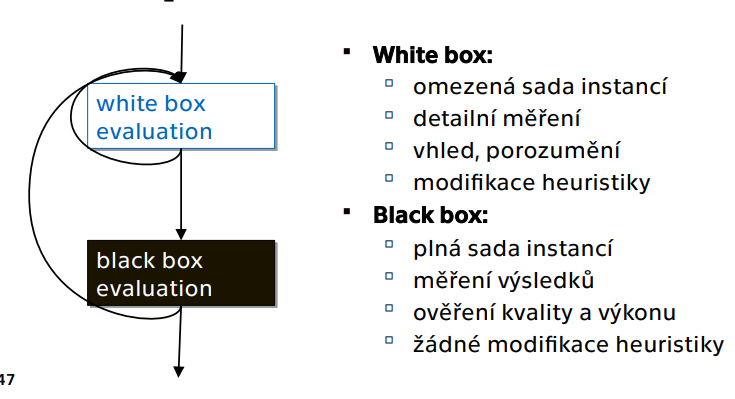 white box
evaluation
black box
evaluation
White box:
omezená sada instancí
detailní měření
vhled, porozumění
modifikace heuristiky
Black box:
plná sada instancí
měření výsledků
ověření kvality a výkonu
žádné modifikace heuristiky
47